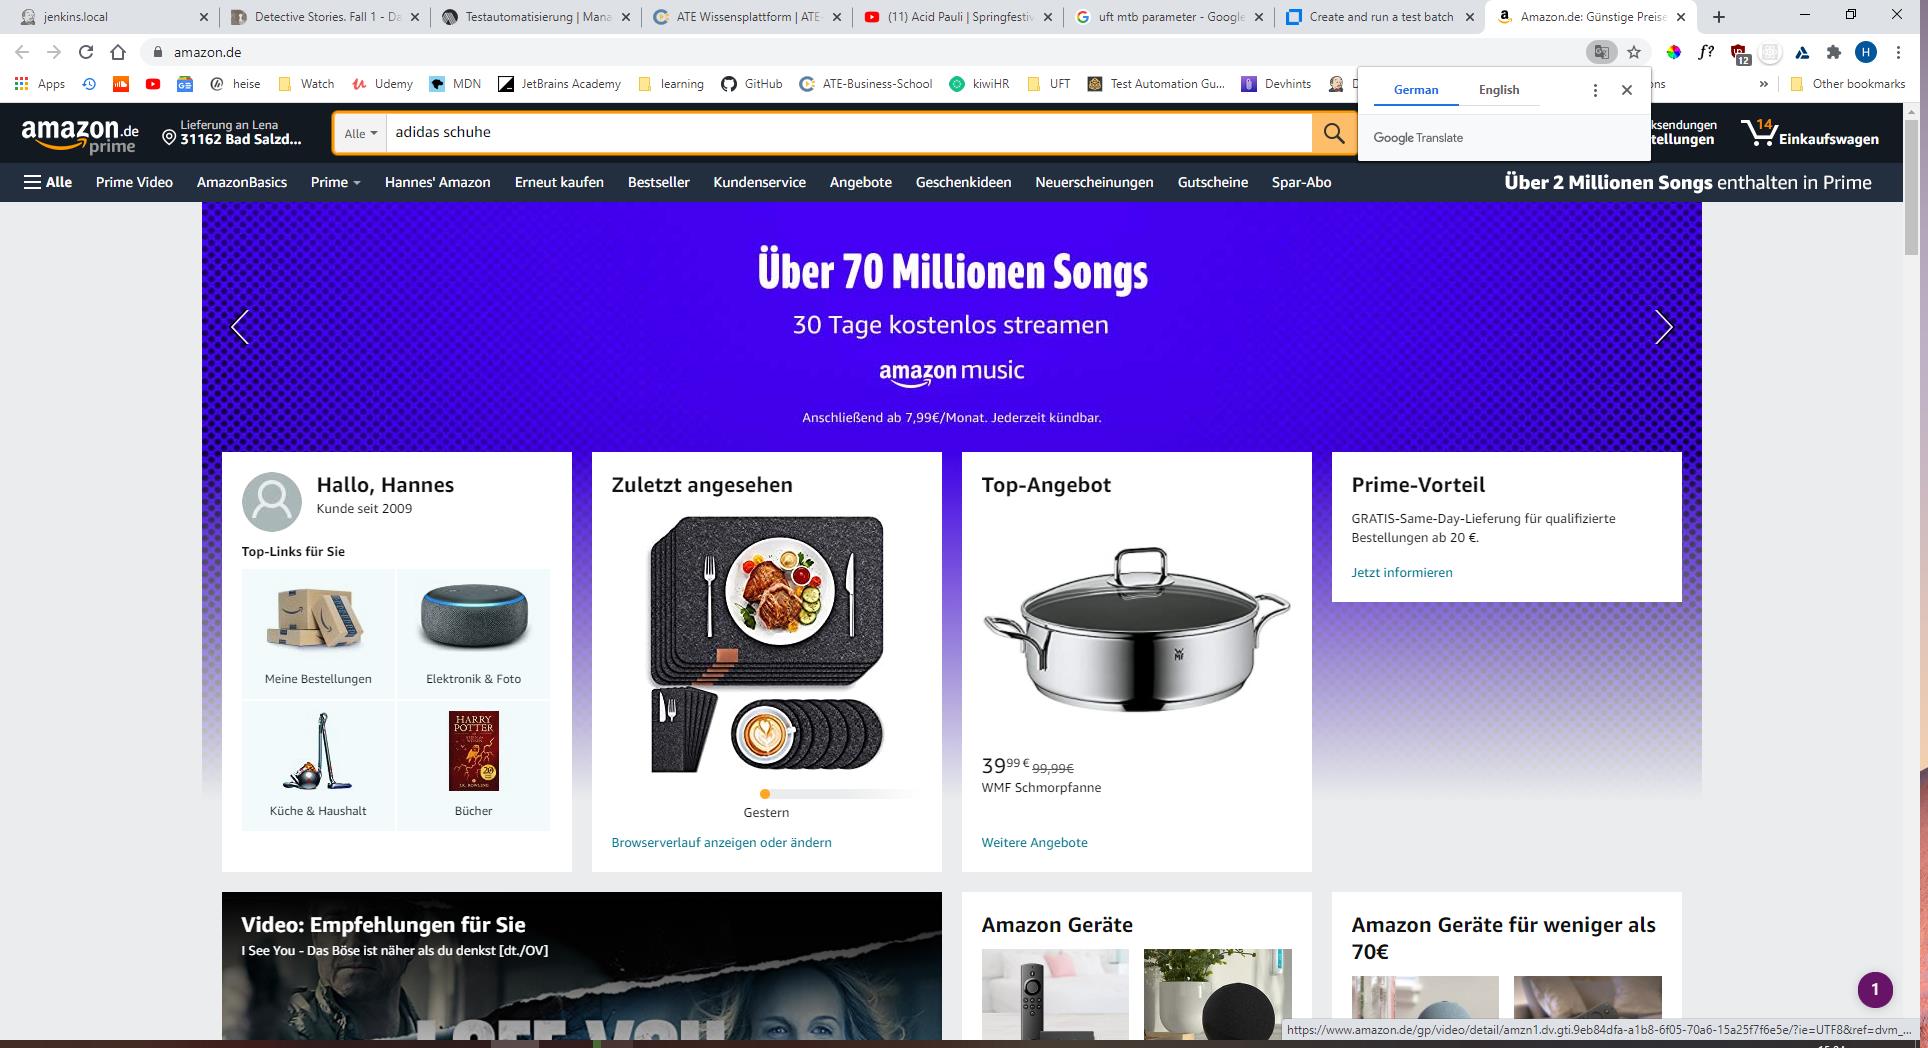 jenkins.local
Detective Stories. Fall 1 - Da
Testautomatisierung | Mana
ATE Wissensplattform | ATE-
(11) Acid Pauli | Springfestiv
uft mtb parameter - Google
Create and run a test batch
Amazon.de: Günstige Preise
amazon.de
f?
12
H
Apps
heise
Watch
Udemy
MDN
JetBrains Academy
learning
GitHub
ATE-Business-School
kiwiHR
UFT
Test Automation Gu...
Devhints
ons
»
Other bookmarks
German
English
Google Translate
amazon.de
prime
Lieferung an Lena
31162 Bad Salzd...
Alle
adidas schuhe
ksendungen
tellungen
14
Einkaufswagen
Alle
Prime Video
AmazonBasics
Prime
Hannes' Amazon
Erneut kaufen
Bestseller
Kundenservice
Angebote
Geschenkideen
Neuerscheinungen
Gutscheine
Spar-Abo
Über 2 Millionen Songs enthalten in Prime
Über 70 Millionen Songs
30 Tage kostenlos streamen
amazon music
Anschließend ab 7,99€/Monat. Jederzeit kündbar.
Hallo, Hannes
Kunde seit 2009
Top-Links für Sie
Meine Bestellungen
Elektronik & Foto
HARRY
POTTER
Küche & Haushalt
Bücher
Zuletzt angesehen
Gestern
Browserverlauf anzeigen oder ändern
Top-Angebot
WMF
39 99 € 99,99€
WMF Schmorpfanne
Weitere Angebote
Prime-Vorteil
GRATIS-Same-Day-Lieferung für qualifizierte
Bestellungen ab 20 €.
Jetzt informieren
Video: Empfehlungen für Sie
I See You - Das Böse ist näher als du denkst [dt./OV]
Amazon Geräte
Amazon Geräte für weniger als
70€
1
https://www.amazon.de/gp/video/detail/amzn1.dv.gti.9eb84dfa-a1b8-6f05-70a6-15a25f7f6e5e/?ie=UTF8&ref=dvm_...